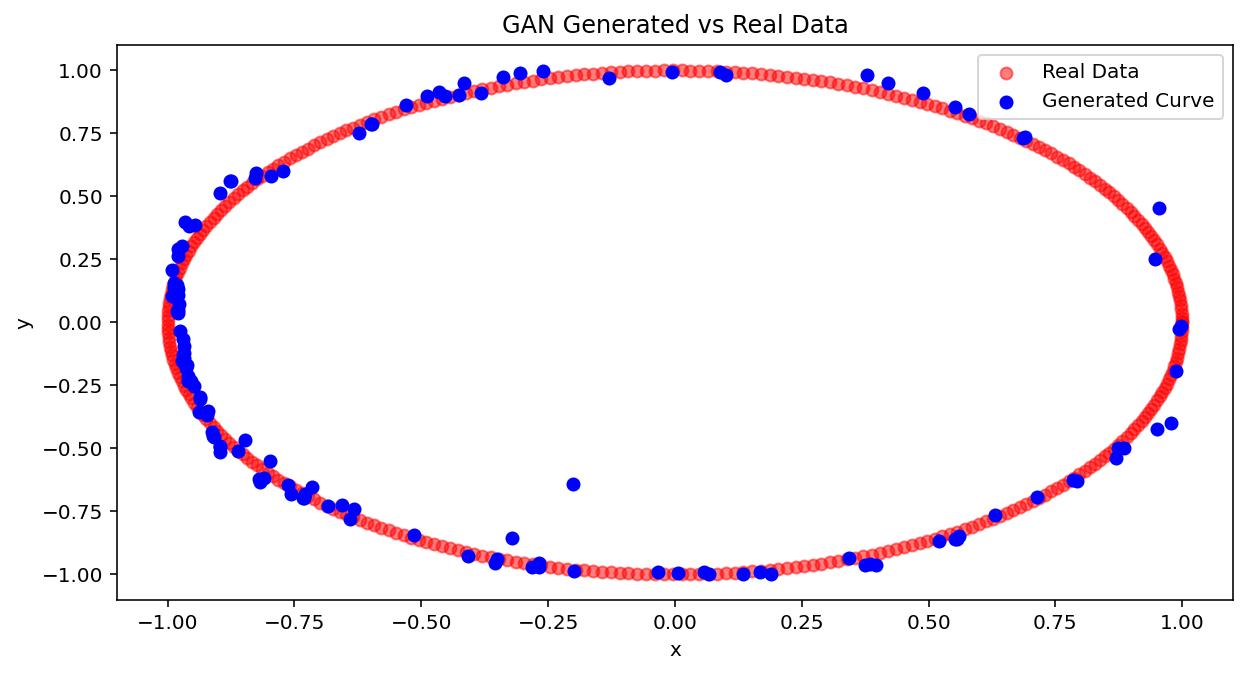 GAN Generated vs Real Data
Real Data
Generated Curve
1.00
0.75
0.50
0.25
0.00
−0.25
−0.50
−0.75
−1.00
y
−1.00 −0.75 −0.50 −0.25 0.00 0.25 0.50 0.75 1.00
x